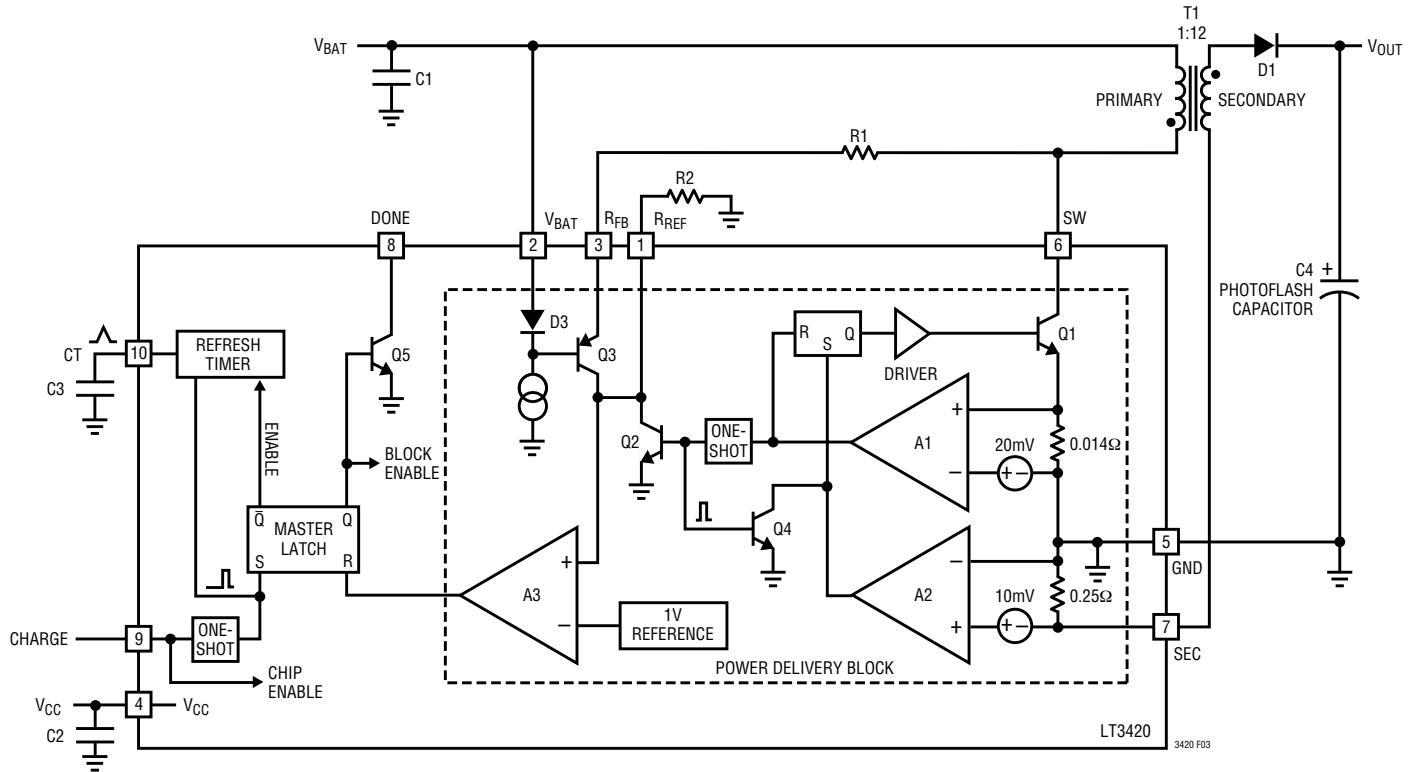 T1
1:12
VBAT
C1
D1
VOUT
PRIMARY
SECONDARY
R1
R2
DONE
VBAT
RFB
RREF
SW
8
2
3
1
6
C4
+
PHOTOFLASH
CAPACITOR
D3
Q3
R
Q
S
Q1
DRIVER
CT
10
REFRESH
TIMER
Q5
C3
ENABLE
BLOCK
ENABLE
Q2
ONE-
SHOT
A1
+
−
20mV
+ −
0.014Ω
Q̅
Q
MASTER
LATCH
S
R
Q4
5
GND
A3
+
−
1V
REFERENCE
A2
−
+
10mV
+ −
0.25Ω
7
SEC
CHARGE
9
ONE-
SHOT
CHIP
ENABLE
POWER DELIVERY BLOCK
VCC
4
VCC
C2
LT3420
3420 F03